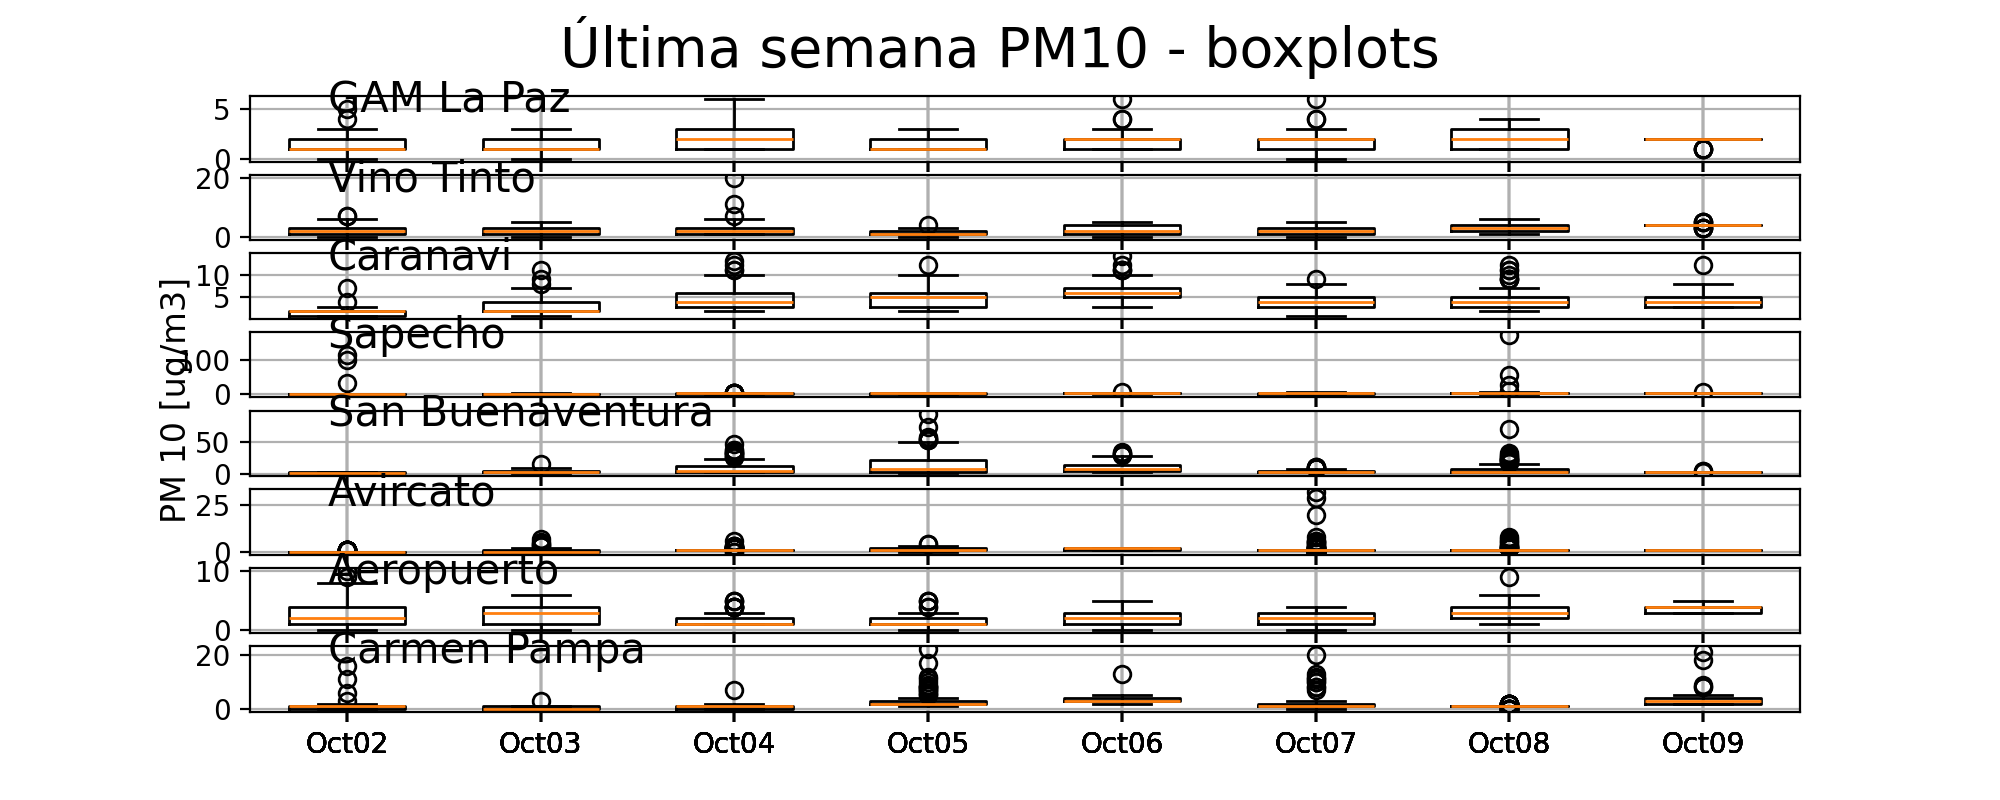 Última semana PM10 - boxplots
GAM La Paz
5
0
Vino Tinto
20
0
Caranavi
10
5
Sapecho
100
0
San Buenaventura
50
0
Avircato
25
0
Aeropuerto
10
0
Carmen Pampa
20
0
PM 10 [ug/m3]
Oct02 Oct03 Oct04 Oct05 Oct06 Oct07 Oct08 Oct09